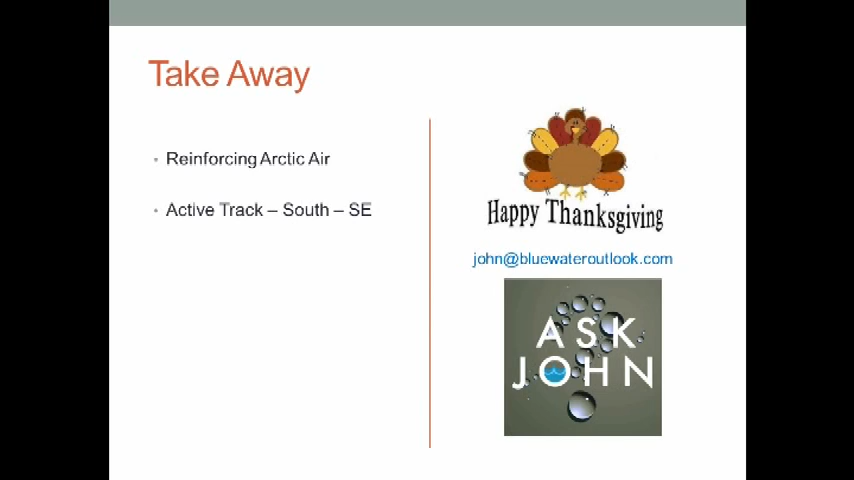 Take Away
• Reinforcing Arctic Air
• Active Track – South – SE
Happy Thanksgiving
john@bluewateroutlook.com
ASK
JOHN